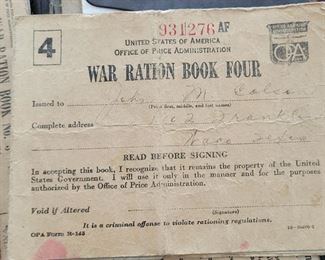 931276 AF
4
UNITED STATES OF AMERICA
OFFICE OF PRICE ADMINISTRATION
OPA
WAR RATION BOOK FOUR
Issued to John M
(Print first, middle, and last names)
Complete address
READ BEFORE SIGNING
In accepting this book, I recognize that it remains the property of the United
States Government. I will use it only in the manner and for the purposes
authorized by the Office of Price Administration.
Void if Altered
(Signature)
It is a criminal offense to violate rationing regulations.
OPA Form R-145
WAR RATION BOOK